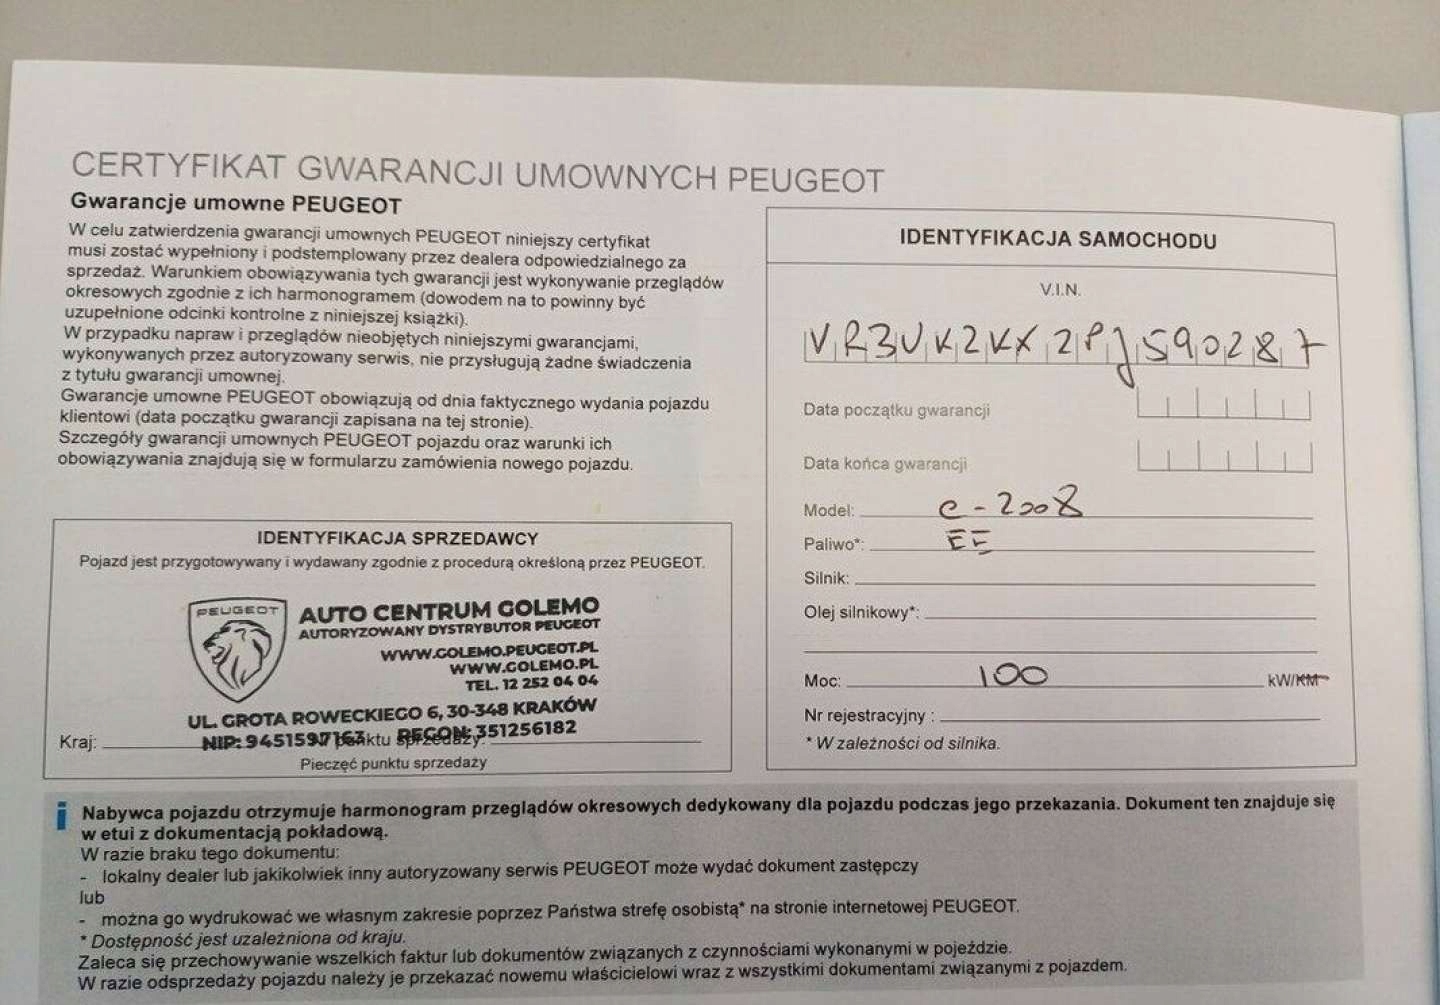 CERTYFIKAT GWARANCJI UMOWNYCH PEUGEOT
Gwarancje umowne PEUGEOT
W celu zatwierdzenia gwarancji umownych PEUGEOT niniejszy certyfikat
musi zostać wypełniony i podstemplowany przez dealera odpowiedzialnego za
sprzedaż. Warunkiem obowiązywania tych gwarancji jest wykonywanie przeglądów
okresowych zgodnie z ich harmonogramem (dowodem na to powinny być
uzupełnione odcinki kontrolne z niniejszej książki).
W przypadku napraw i przeglądów nieobjętych niniejszymi gwarancjami,
wykonywanych przez autoryzowany serwis, nie przysługują żadne świadczenia
z tytułu gwarancji umownej.
Gwarancje umowne PEUGEOT obowiązują od dnia faktycznego wydania pojazdu
klientowi (data początku gwarancji zapisana na tej stronie).
Szczegóły gwarancji umownych PEUGEOT pojazdu oraz warunki ich
obowiązywania znajdują się w formularzu zamówienia nowego pojazdu.
IDENTYFIKACJA SPRZEDAWCY
Pojazd jest przygotowywany i wydawany zgodnie z procedurą określoną przez PEUGEOT.
PEUGEOT
AUTO CENTRUM GOLEMO
AUTORYZOWANY DYSTRYBUTOR PEUGEOT
WWW.GOLEMO.PEUGEOT.PL
WWW.GOLEMO.PL
TEL. 12 252 04 04
UL. GROTA ROWECKIEGO 6, 30-348 KRAKÓW
NIP: 9451597163 REGON: 351256182
Kraj: Nr punktu sprzedaży:
Pieczęć punktu sprzedaży
IDENTYFIKACJA SAMOCHODU
V.I.N.
VR3UKZKXZPJ590287
Data początku gwarancji
Data końca gwarancji
Model: e-2008
Paliwo*: EE
Silnik:
Olej silnikowy*:
Moc: 100 kW/KM
Nr rejestracyjny :
* W zależności od silnika.
i Nabywca pojazdu otrzymuje harmonogram przeglądów okresowych dedykowany dla pojazdu podczas jego przekazania. Dokument ten znajduje się
w etui z dokumentacją pokładową.
W razie braku tego dokumentu:
- lokalny dealer lub jakikolwiek inny autoryzowany serwis PEUGEOT może wydać dokument zastępczy
lub
- można go wydrukować we własnym zakresie poprzez Państwa strefę osobistą* na stronie internetowej PEUGEOT.
* Dostępność jest uzależniona od kraju.
Zaleca się przechowywanie wszelkich faktur lub dokumentów związanych z czynnościami wykonanymi w pojeździe.
W razie odsprzedaży pojazdu należy je przekazać nowemu właścicielowi wraz z wszystkimi dokumentami związanymi z pojazdem.